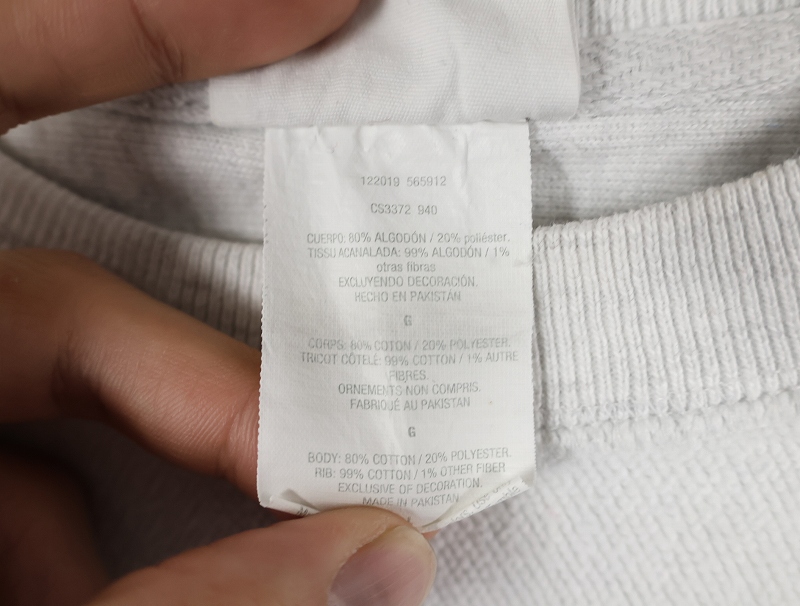 122019 565912
CS3372 940
CUERPO: 80% ALGODÓN / 20% poliéster.
TISSU ACANALADA: 99% ALGODÓN / 1%
otras fibras
EXCLUYENDO DECORACIÓN.
HECHO EN PAKISTÁN
G
CORPS: 80% COTON / 20% POLYESTER.
TRICOT CÔTELÉ: 99% COTTON / 1% AUTRE
FIBRES.
ORNEMENTS NON COMPRIS.
FABRIQUÉ AU PAKISTAN
G
BODY: 80% COTTON / 20% POLYESTER.
RIB: 99% COTTON / 1% OTHER FIBER
EXCLUSIVE OF DECORATION.
MADE IN PAKISTAN